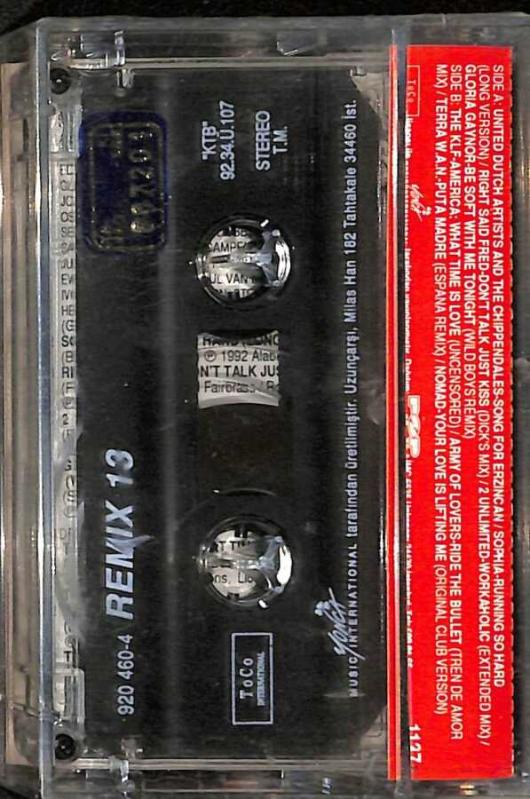 SIDE A: UNITED DUTCH ARTISTS AND THE CHIPPENDALES-SONG FOR ERZINCAN / SOPHIA-RUNNING SO HARD
(LONG VERSION) / RIGHT SAID FRED-DON'T TALK JUST KISS (DICK'S MIX) / 2 UNLIMITED-WORKAHOLIC (EXTENDED MIX) /
GLORIA GAYNOR-BE SOFT WITH ME TONIGHT (WILD BOYS REMIX)
SIDE B: THE KLF-AMERICA: WHAT TIME IS LOVE (UNCENSORED) / ARMY OF LOVERS-RIDE THE BULLET (TREN DE AMOR
MIX) / TERRA W.A.N.-PUTA MADRE (ESPANA REMIX) / NOMAD-YOUR LOVE IS LIFTING ME (ORIGINAL CLUB VERSION)
1127
"KTB"
92.34.U.107
STEREO
T.M.
℗ 1992
N'T TALK JUS
Fairbrass / R
920 460-4 REMIX 13
ToCo
INTERNATIONAL
MUSIC/INTERNATIONAL tarafından üretilmiştir. Uzunçarşı, Milas Han 182 Tahtakale 34460 İst.